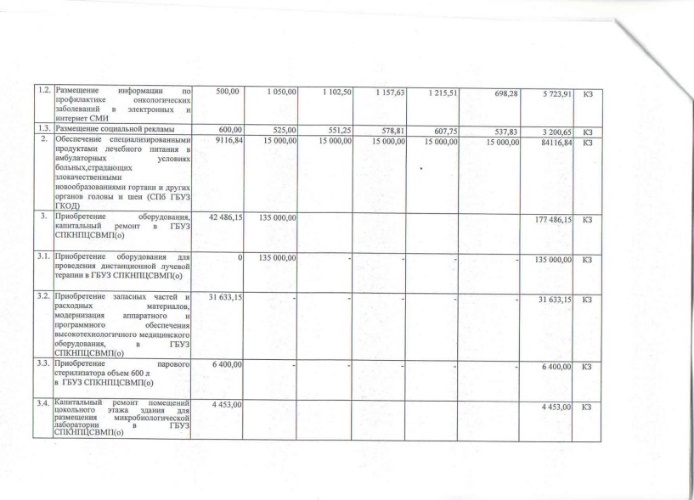 1.2. Размещение информации по 500,00 1 050,00 1 102,50 1 157,63 1 215,51 698,28 5 723,91 КЗ
профилактике онкологических
заболеваний в электронных и
интернет СМИ
1.3. Размещение социальной рекламы 600,00 525,00 551,25 578,81 607,75 537,83 3 200,65 КЗ
2. Обеспечение специализированными 9116,84 15 000,00 15 000,00 15 000,00 15 000,00 15 000,00 84116,84 КЗ
продуктами лечебного питания в
амбулаторных условиях
больных,страдающих
злокачественными
новообразованиями гортани и других
органов головы и шеи (СПб ГБУЗ
ГКОД)
3. Приобретение оборудования, 42 486,15 135 000,00 177 486,15 КЗ
капитальный ремонт в ГБУЗ
СПКНПЦСВМП(о)
3.1. Приобретение оборудования для 0 135 000,00 - - - - 135 000,00 КЗ
проведения дистанционной лучевой
терапии в ГБУЗ СПКНПЦСВМП(о)
3.2. Приобретение запасных частей и 31 633,15 - - - - - 31 633,15 КЗ
расходных материалов,
модернизация аппаратного и
программного обеспечения
высокотехнологичного медицинского
оборудования, в ГБУЗ
СПКНПЦСВМП(о)
3.3. Приобретение парового 6 400,00 - - - - - 6 400,00 КЗ
стерилизатора объем 600 л
в ГБУЗ СПКНПЦСВМП(о)
3.4. Капитальный ремонт помещений 4 453,00 - - - - - 4 453,00 КЗ
цокольного этажа здания для
размещения микробиологической
лаборатории в ГБУЗ
СПКНПЦСВМП(о)